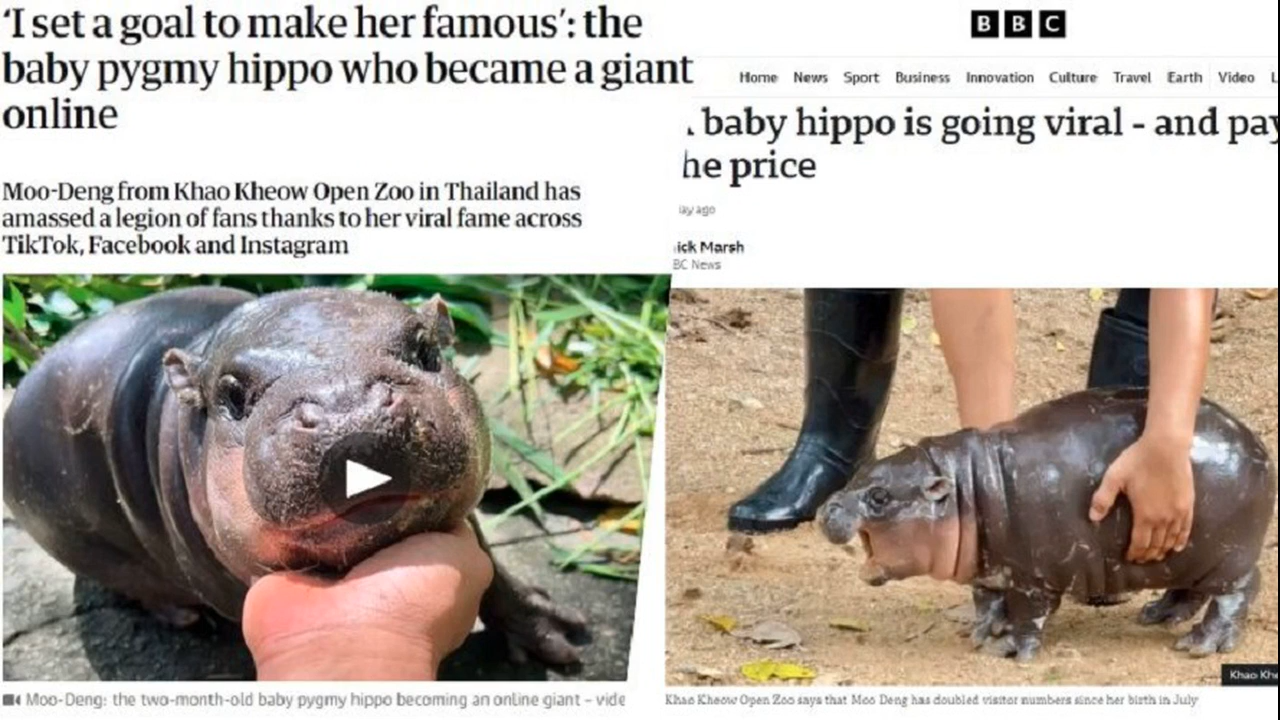 ‘I set a goal to make her famous’: the
baby pygmy hippo who became a giant
online
Moo-Deng from Khao Kheow Open Zoo in Thailand has
amassed a legion of fans thanks to her viral fame across
TikTok, Facebook and Instagram
Moo-Deng: the two-month-old baby pygmy hippo becoming an online giant – vide
BBC
Home News Sport Business Innovation Culture Travel Earth Video L
baby hippo is going viral - and pay
he price
ay ago
ick Marsh
BC News
Khao Khe
Khao Kheow Open Zoo says that Moo Deng has doubled visitor numbers since her birth in July